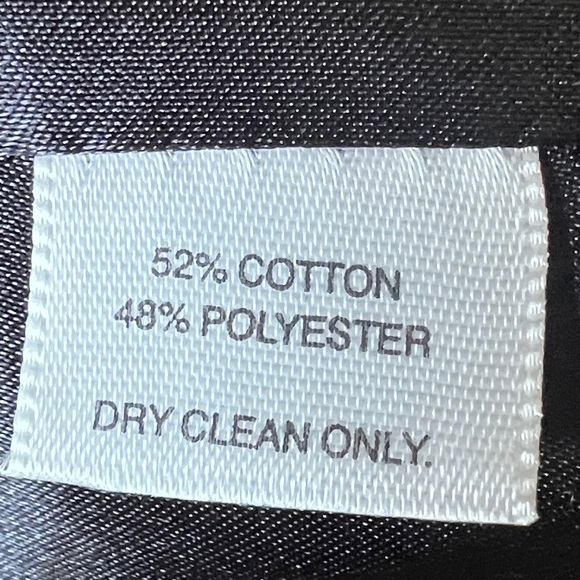 52% COTTON
48% POLYESTER
DRY CLEAN ONLY.